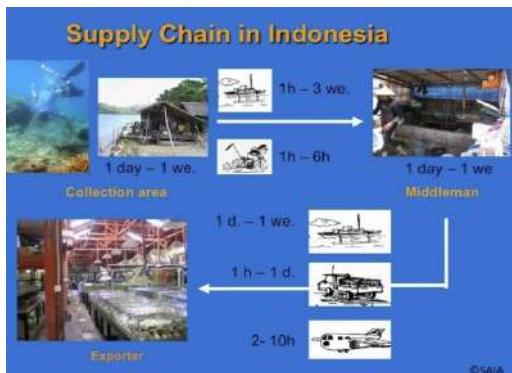 Supply Chain in Indonesia
1h – 3 we.
1 day – 1 we.
1h – 6h
1 day – 1 we
Collection area
Middleman
1 d. – 1 we.
1 h – 1 d.
2- 10h
Exporter
©SAIA